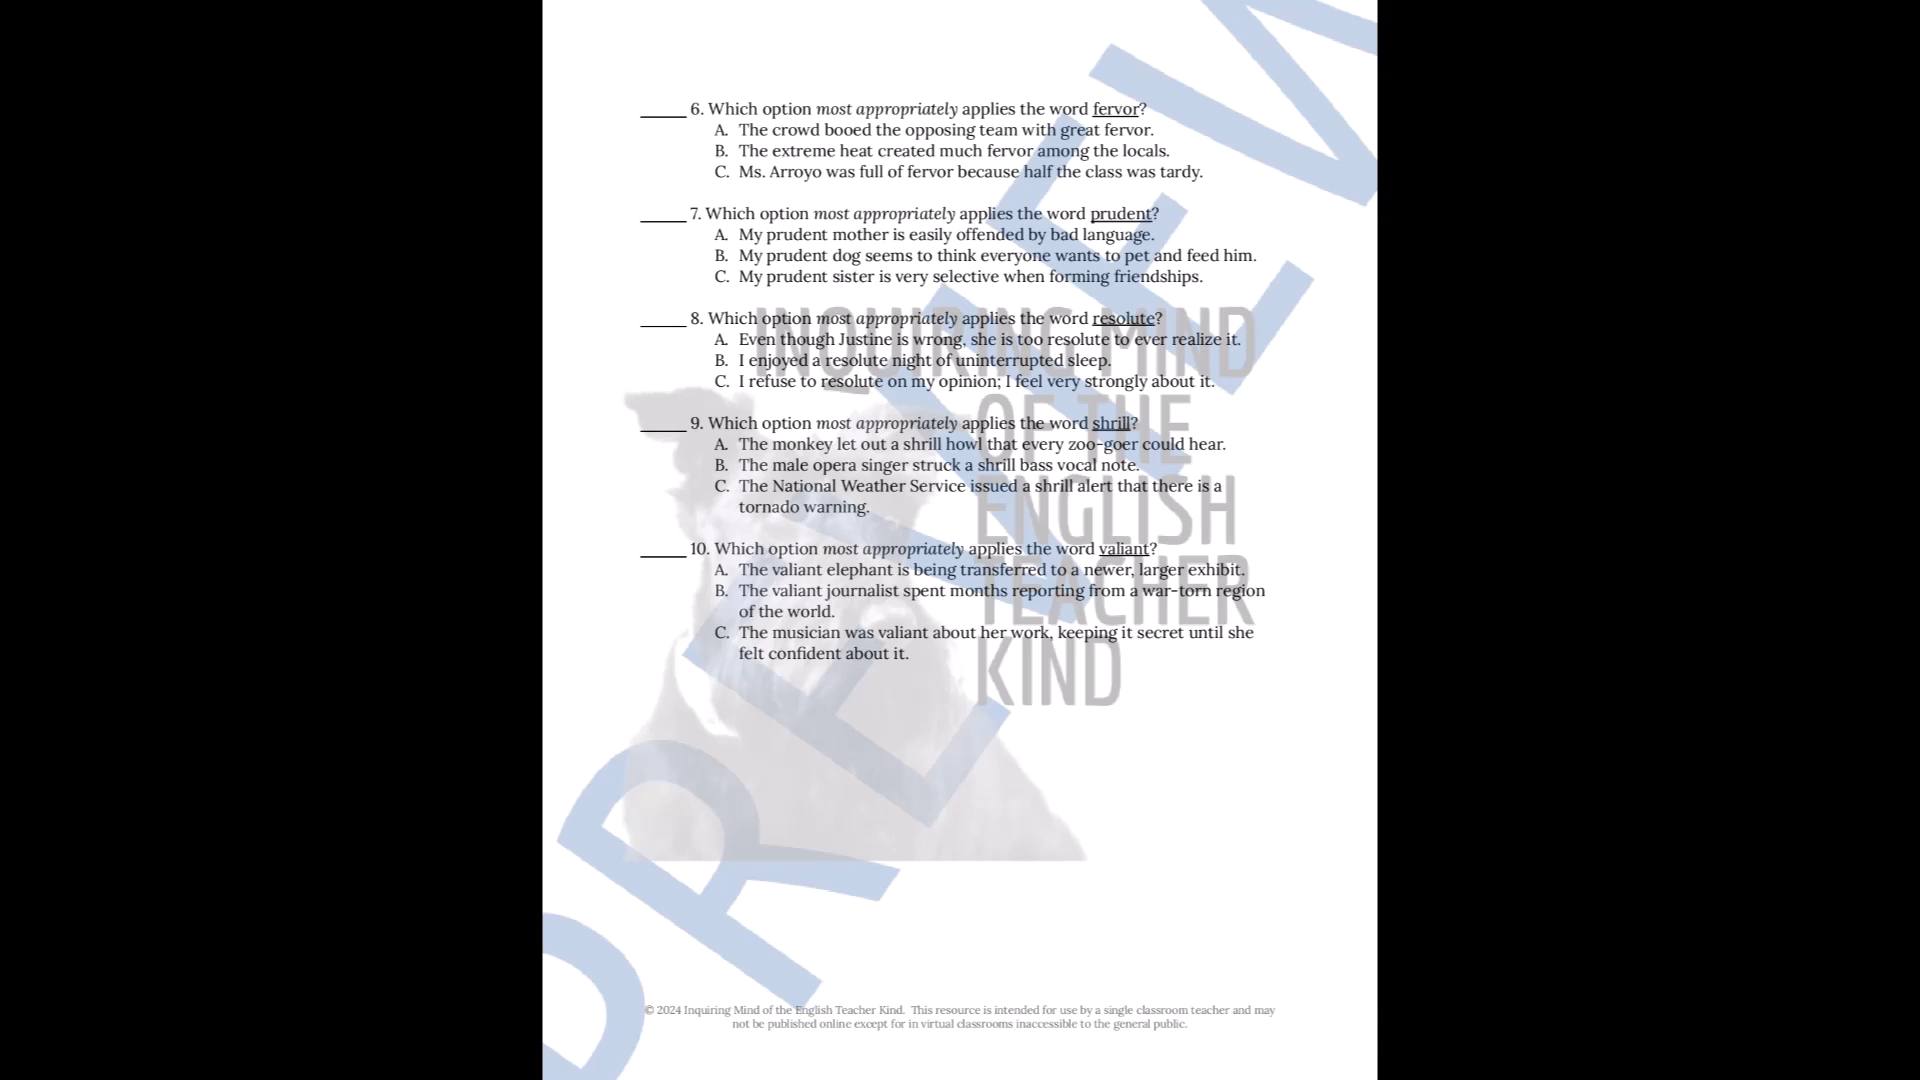 _____ 6. Which option most appropriately applies the word fervor?
A. The crowd booed the opposing team with great fervor.
B. The extreme heat created much fervor among the locals.
C. Ms. Arroyo was full of fervor because half the class was tardy.
_____ 7. Which option most appropriately applies the word prudent?
A. My prudent mother is easily offended by bad language.
B. My prudent dog seems to think everyone wants to pet and feed him.
C. My prudent sister is very selective when forming friendships.
_____ 8. Which option most appropriately applies the word resolute?
A. Even though Justine is wrong, she is too resolute to ever realize it.
B. I enjoyed a resolute night of uninterrupted sleep.
C. I refuse to resolute on my opinion; I feel very strongly about it.
_____ 9. Which option most appropriately applies the word shrill?
A. The monkey let out a shrill howl that every zoo-goer could hear.
B. The male opera singer struck a shrill bass vocal note.
C. The National Weather Service issued a shrill alert that there is a
tornado warning.
_____ 10. Which option most appropriately applies the word valiant?
A. The valiant elephant is being transferred to a newer, larger exhibit.
B. The valiant journalist spent months reporting from a war-torn region
of the world.
C. The musician was valiant about her work, keeping it secret until she
felt confident about it.
INQUIRING MIND
OF THE
ENGLISH
TEACHER
KIND
PREVIEW
© 2024 Inquiring Mind of the English Teacher Kind. This resource is intended for use by a single classroom teacher and may
not be published online except for in virtual classrooms inaccessible to the general public.